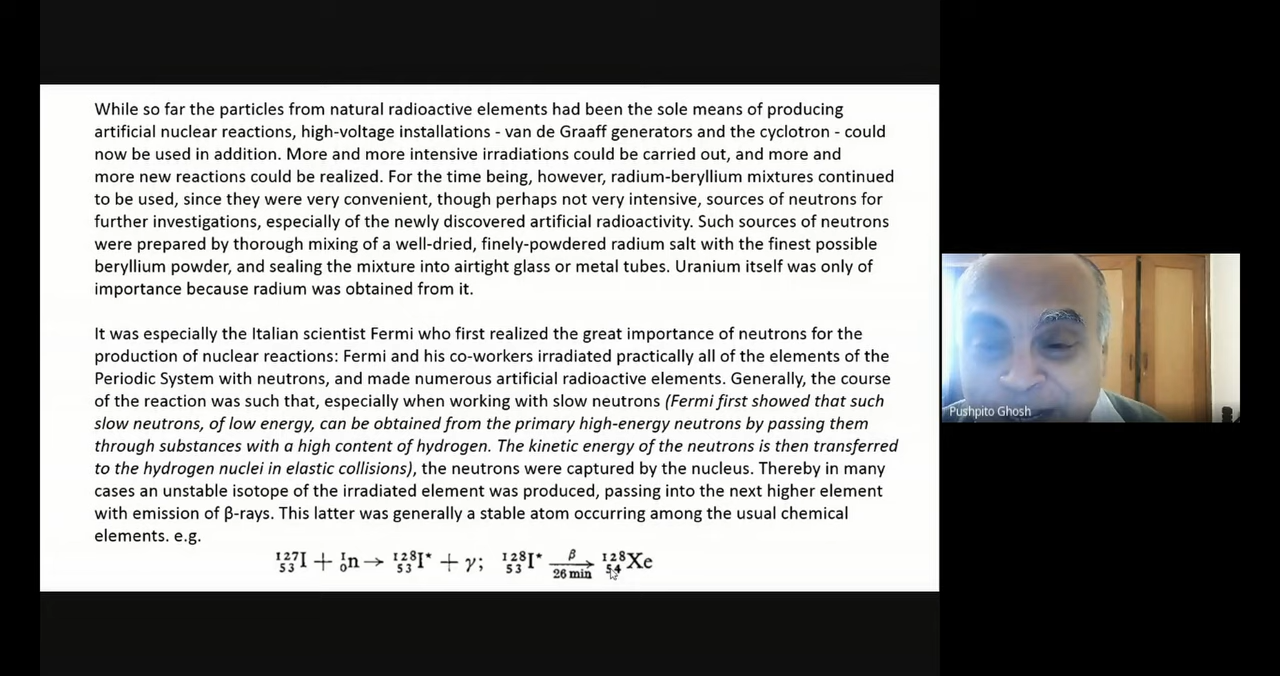 While so far the particles from natural radioactive elements had been the sole means of producing
artificial nuclear reactions, high-voltage installations - van de Graaff generators and the cyclotron - could
now be used in addition. More and more intensive irradiations could be carried out, and more and
more new reactions could be realized. For the time being, however, radium-beryllium mixtures continued
to be used, since they were very convenient, though perhaps not very intensive, sources of neutrons for
further investigations, especially of the newly discovered artificial radioactivity. Such sources of neutrons
were prepared by thorough mixing of a well-dried, finely-powdered radium salt with the finest possible
beryllium powder, and sealing the mixture into airtight glass or metal tubes. Uranium itself was only of
importance because radium was obtained from it.
It was especially the Italian scientist Fermi who first realized the great importance of neutrons for the
production of nuclear reactions: Fermi and his co-workers irradiated practically all of the elements of the
Periodic System with neutrons, and made numerous artificial radioactive elements. Generally, the course
of the reaction was such that, especially when working with slow neutrons (Fermi first showed that such
slow neutrons, of low energy, can be obtained from the primary high-energy neutrons by passing them
through substances with a high content of hydrogen. The kinetic energy of the neutrons is then transferred
to the hydrogen nuclei in elastic collisions), the neutrons were captured by the nucleus. Thereby in many
cases an unstable isotope of the irradiated element was produced, passing into the next higher element
with emission of β-rays. This latter was generally a stable atom occurring among the usual chemical
elements. e.g.
¹²⁷₅₃I + ¹₀n → ¹²⁸₅₃I* + γ; ¹²⁸₅₃I* β→ 26 min ¹²⁸₅₄Xe
Pushpito Ghosh